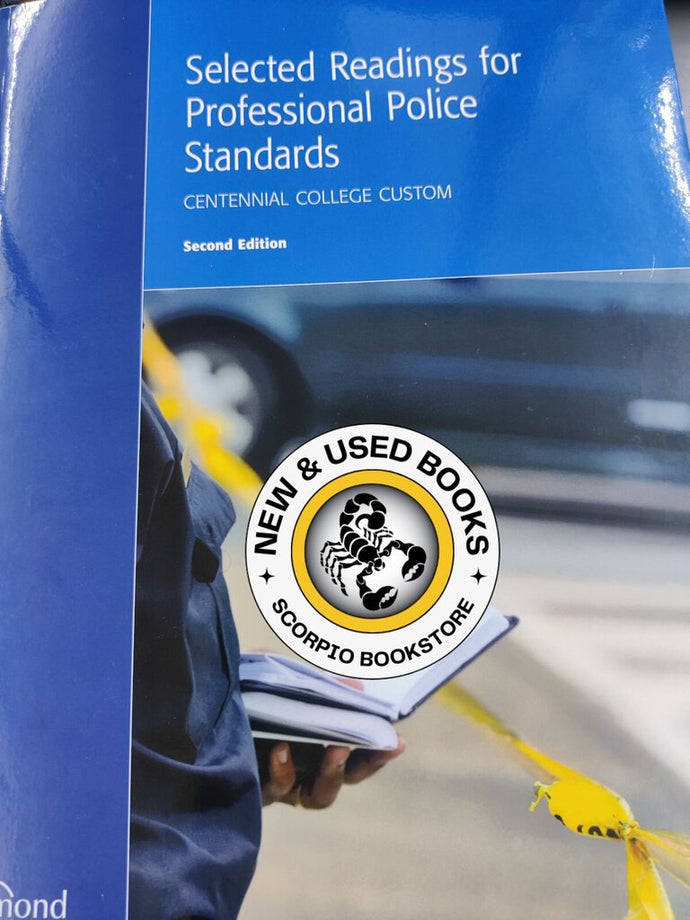 Selected Readings for
Professional Police
Standards
CENTENNIAL COLLEGE CUSTOM
Second Edition
NEW & USED BOOKS
SCORPIO BOOKSTORE
mond